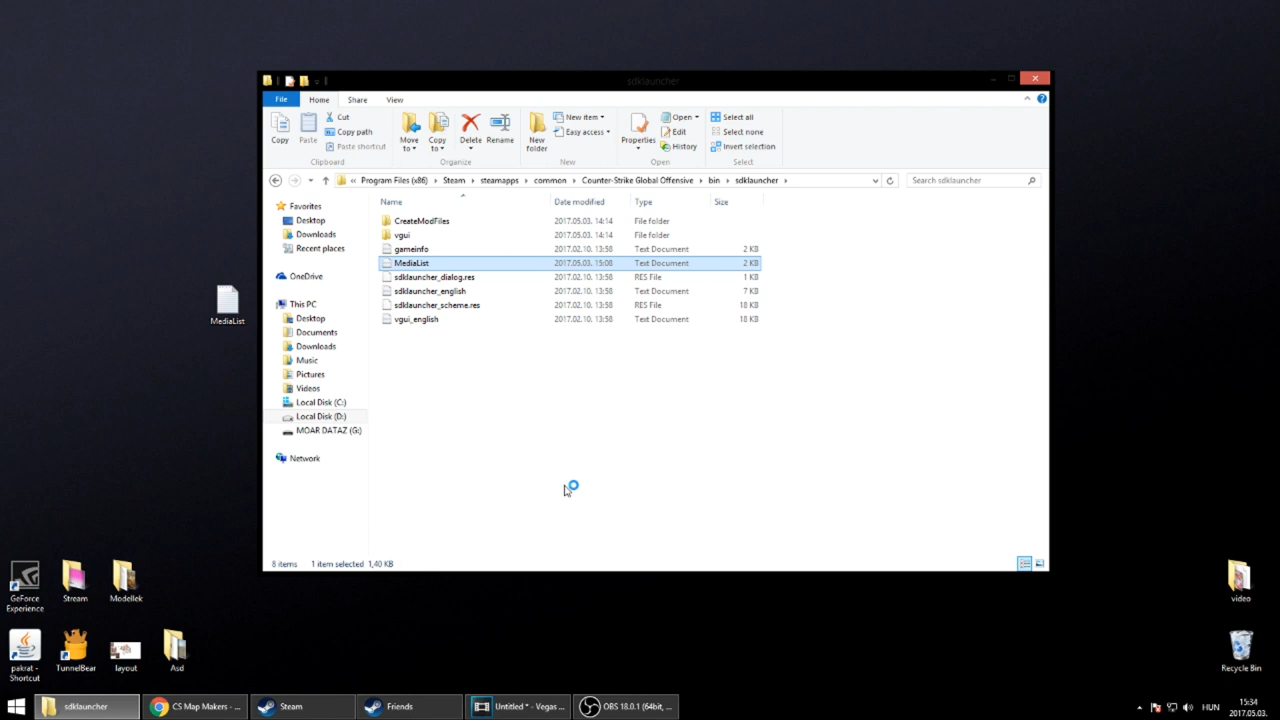 sdklauncher
File Home Share View
Copy
Paste
Cut
Copy path
Paste shortcut
Clipboard
Move to
Copy to
Delete
Rename
Organize
New folder
New item
Easy access
New
Properties
Open
Edit
History
Open
Select all
Select none
Invert selection
Select
« Program Files (x86) Steam steamapps common Counter-Strike Global Offensive bin sdklauncher
Search sdklauncher
Name Date modified Type Size
CreateModFiles 2017.05.03. 14:14 File folder
vgui 2017.05.03. 14:14 File folder
gameinfo 2017.02.10. 13:58 Text Document 2 KB
MediaList 2017.05.03. 15:08 Text Document 2 KB
sdklauncher_dialog.res 2017.02.10. 13:58 RES File 1 KB
sdklauncher_english 2017.02.10. 13:58 Text Document 7 KB
sdklauncher_scheme.res 2017.02.10. 13:58 RES File 18 KB
vgui_english 2017.02.10. 13:58 Text Document 18 KB
Favorites
Desktop
Downloads
Recent places
OneDrive
This PC
Desktop
Documents
Downloads
Music
Pictures
Videos
Local Disk (C:)
Local Disk (D:)
MOAR DATAZ (G:)
Network
8 items 1 item selected 1,40 KB
MediaList
GeForce Experience
Stream
Modellek
pakrat - Shortcut
TunnelBear
layout
Asd
video
Recycle Bin
sdklauncher
CS Map Makers - ...
Steam
Friends
Untitled * - Vegas ...
OBS 18.0.1 (64bit, ...
HUN
15:34
2017.05.03.